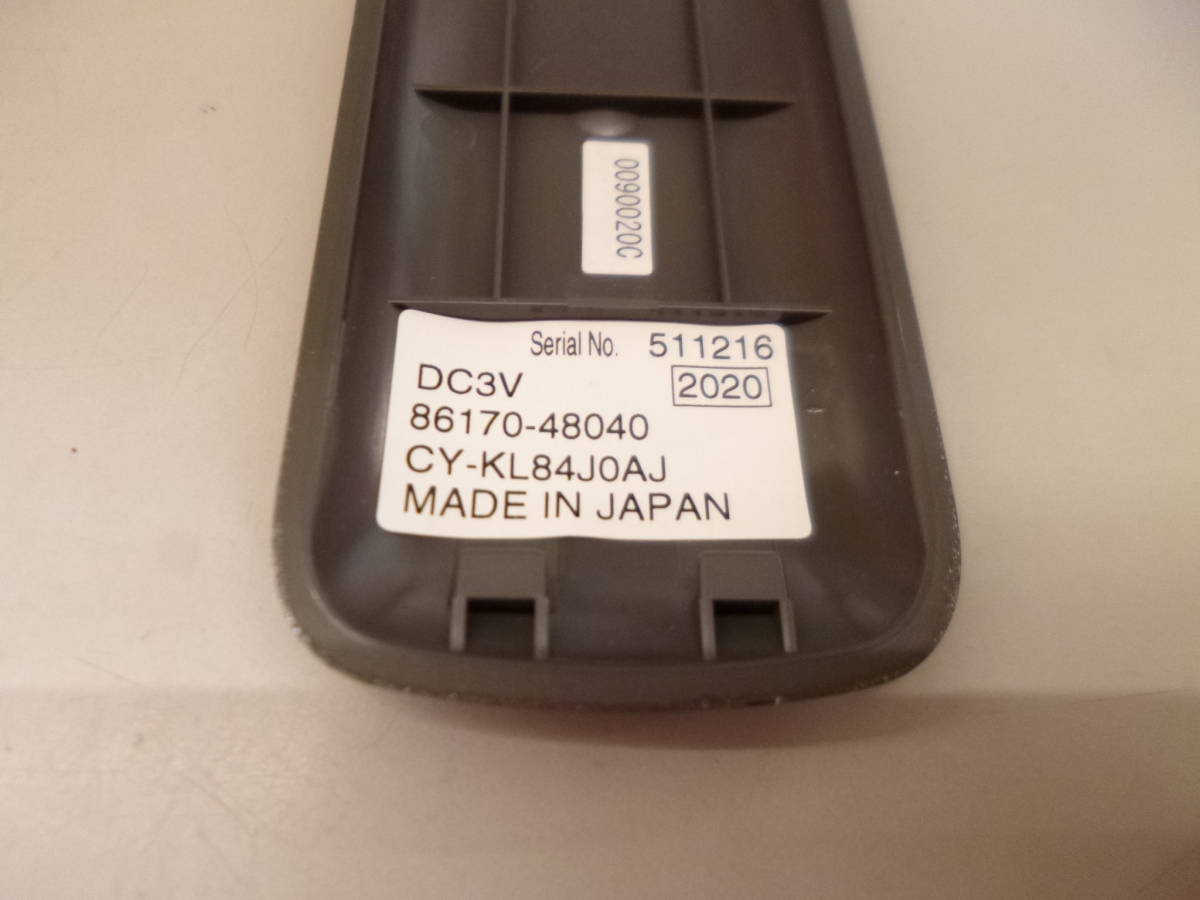 0090020C
Serial No. 511216
DC3V 2020
86170-48040
CY-KL84J0AJ
MADE IN JAPAN